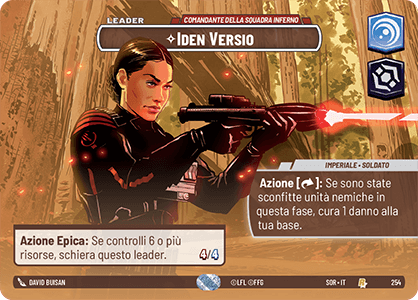 LEADER
COMANDANTE DELLA SQUADRA INFERNO
IDEN VERSIO
IMPERIALE • SOLDATO
Azione [ ]: Se sono state
sconfitte unità nemiche in
questa fase, cura 1 danno alla
tua base.
Azione Epica: Se controlli 6 o più
risorse, schiera questo leader.
4/4
DAVID BUISAN
©LFL ©FFG
SOR • IT
254